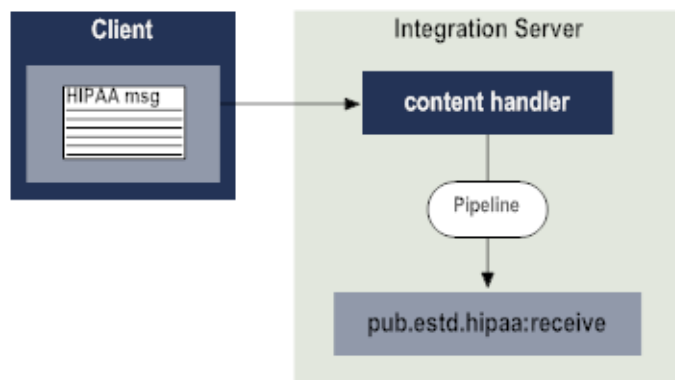 Client
HIPAA msg
Integration Server
content handler
Pipeline
pub.estd.hipaa:receive